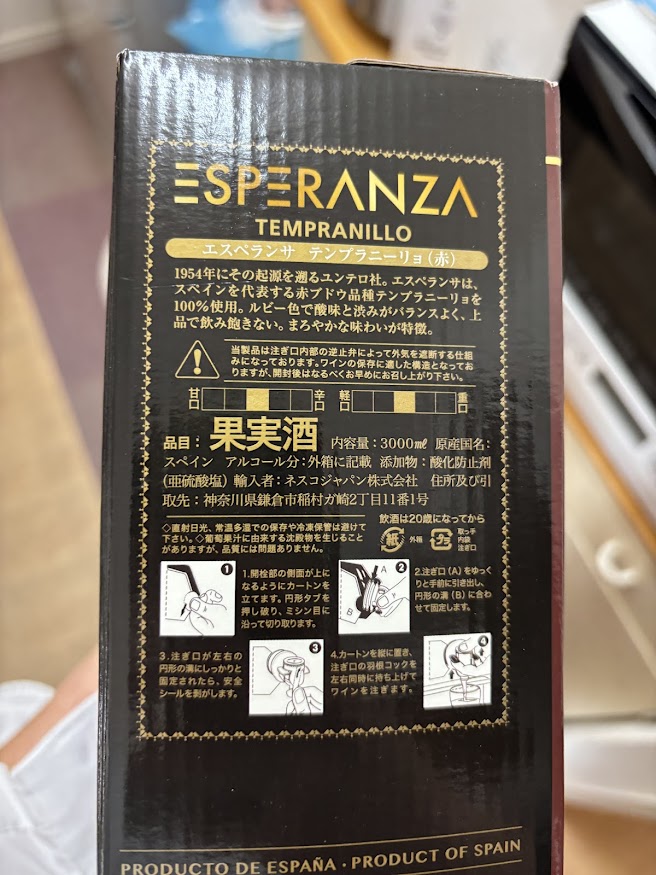 ESPERANZA
TEMPRANILLO
エスペランサ テンプラニーリョ(赤)
1954年にその起源を遡るユンテロ社。エスペランサは、
スペインを代表する赤ブドウ品種テンプラニーリョを
100%使用。ルビー色で酸味と渋みがバランスよく、上
品で飲み飽きない。まろやかな味わいが特徴。
当製品は注ぎ口内部の逆止弁によって外気を遮断する仕組
みになっております。ワインの保存に適した構造となってお
りますが、開封後はなるべくお早めにお召し上がり下さい。
甘口 辛口 軽口 重口
品目:果実酒 内容量:3000㎖ 原産国名:
スペイン アルコール分:外箱に記載 添加物:酸化防止剤
(亜硫酸塩) 輸入者:ネスコジャパン株式会社 住所及び引
取先:神奈川県鎌倉市稲村ガ崎2丁目11番1号
◇直射日光、常温多湿での保存や冷凍保管は避けて
下さい。◇葡萄果汁に由来する沈殿物を生じること
がありますが、品質には問題ありません。
飲酒は20歳になってから
紙 外箱 プラ 取っ手 内袋 注ぎ口
1
1.開栓部の側面が上に
なるようにカートンを
立てます。円形タブを
押し破り、ミシン目に
沿って切り取ります。
A
B
2
2.注ぎ口(A)をゆっく
りと手前に引き出し、
円形の溝(B)に合わ
せて固定します。
3.注ぎ口が左右の
円形の溝にしっかりと
固定されたら、安全
シールを剥がします。
3
4.カートンを縦に置き、
注ぎ口の羽根コックを
左右同時に持ち上げて
ワインを注ぎます。
4
PRODUCTO DE ESPAÑA · PRODUCT OF SPAIN